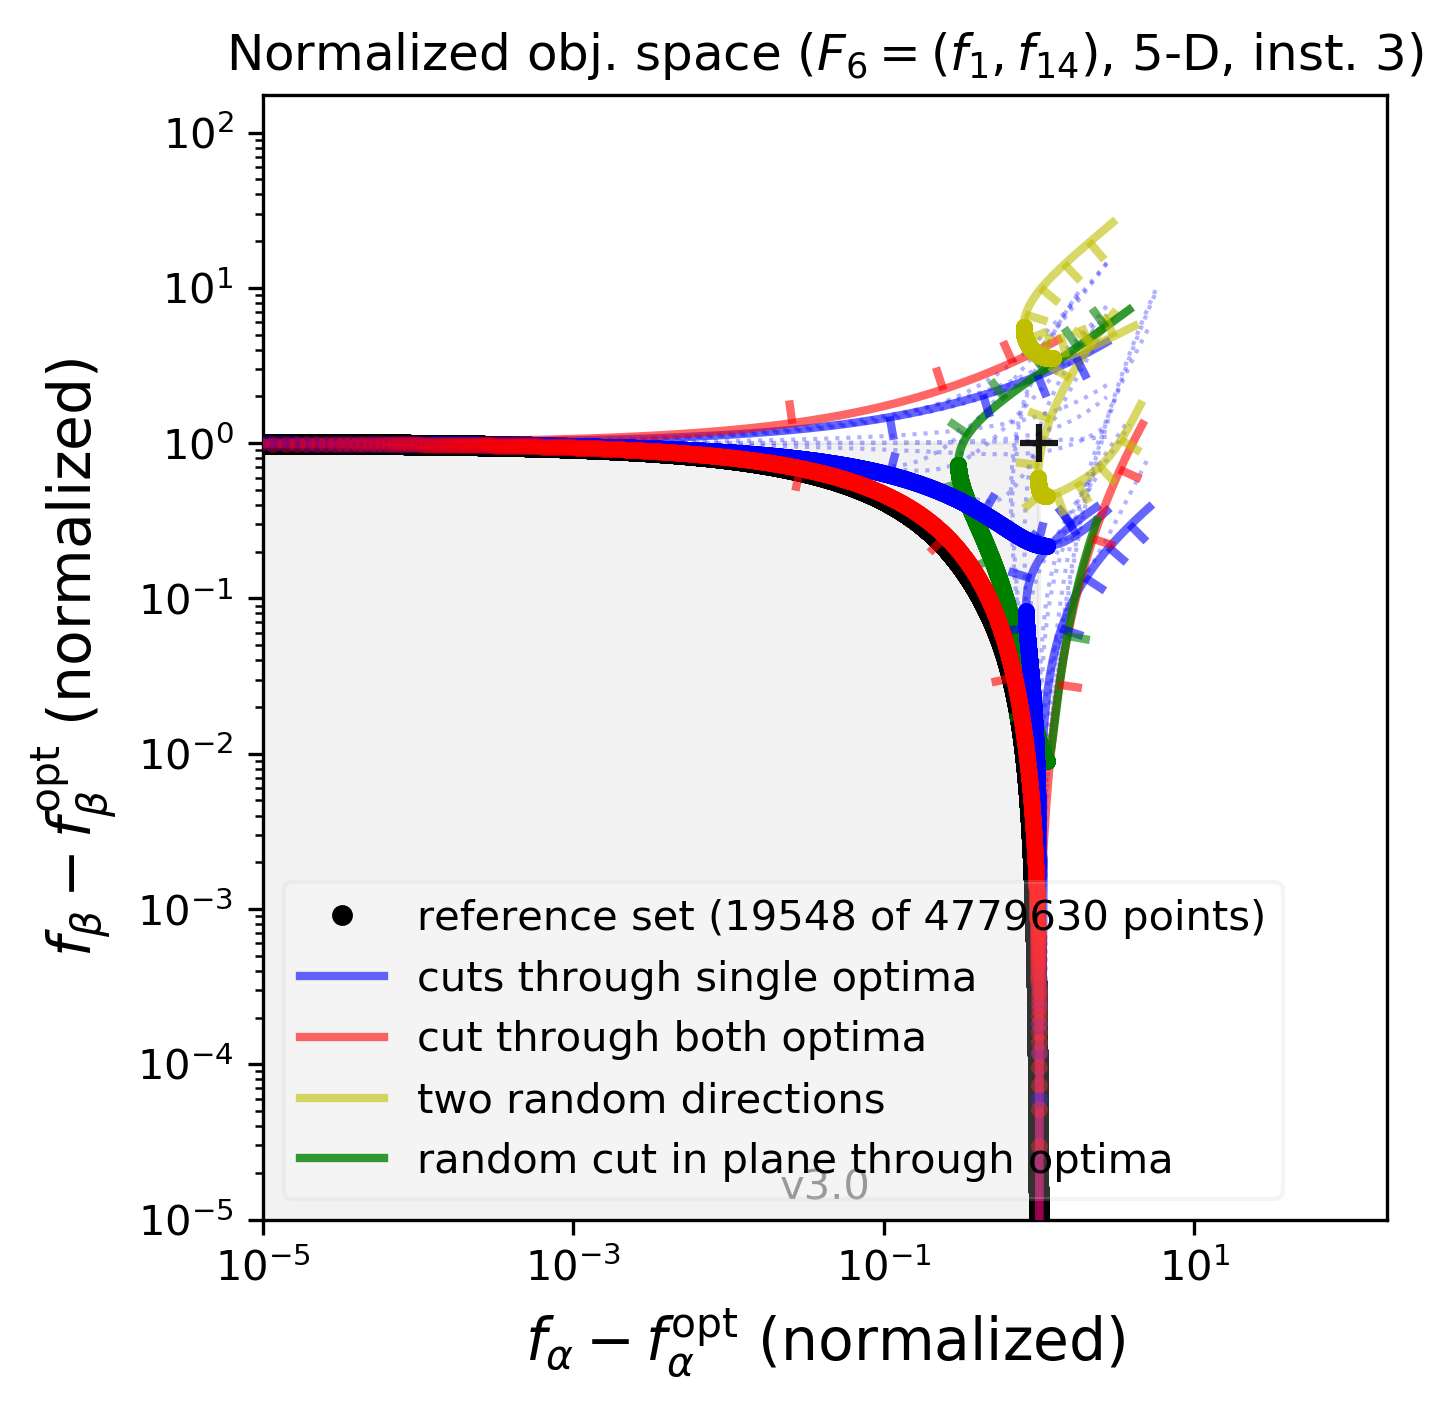 Normalized obj. space (F₆ = (f₁, f₁₄), 5-D, inst. 3)
10²
10¹
10⁰
10⁻¹
10⁻²
10⁻³
10⁻⁴
10⁻⁵
f_β − f_β^opt (normalized)
reference set (19548 of 4779630 points)
cuts through single optima
cut through both optima
two random directions
random cut in plane through optima
v3.0
10⁻⁵ 10⁻³ 10⁻¹ 10¹
f_α − f_α^opt (normalized)